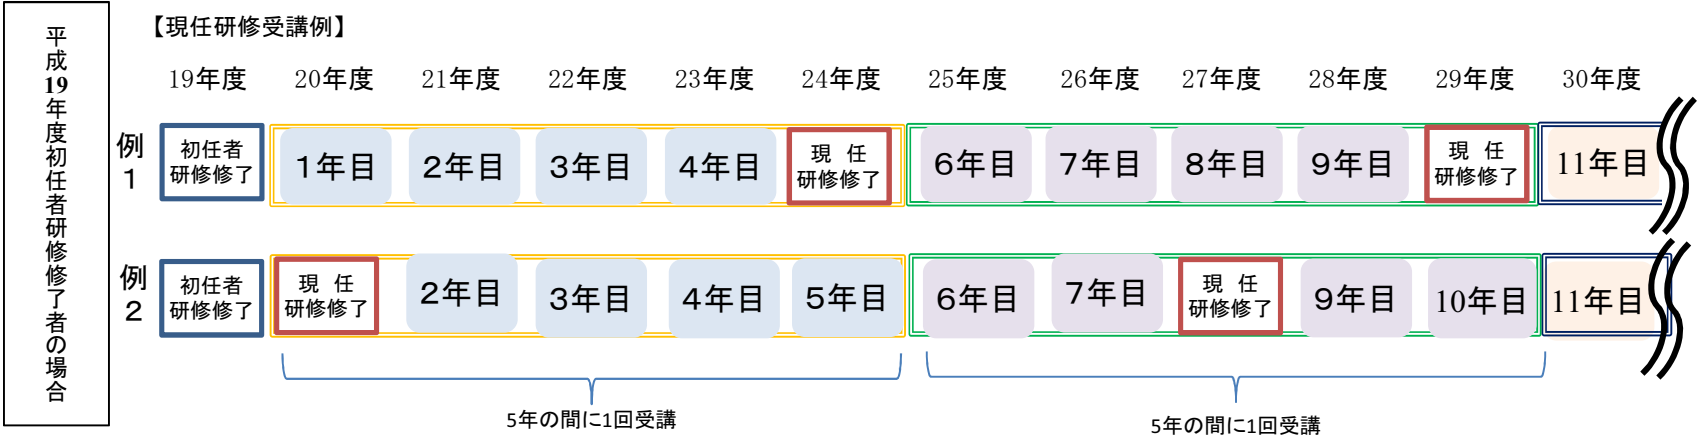 平成19年度初任者研修修了者の場合
【現任研修受講例】
19年度 20年度 21年度 22年度 23年度 24年度 25年度 26年度 27年度 28年度 29年度 30年度
例1
初任者
研修修了
1年目 2年目 3年目 4年目
現 任
研修修了
6年目 7年目 8年目 9年目
現 任
研修修了
11年目
例2
初任者
研修修了
現 任
研修修了
2年目 3年目 4年目 5年目 6年目 7年目
現 任
研修修了
9年目 10年目 11年目
5年の間に1回受講
5年の間に1回受講